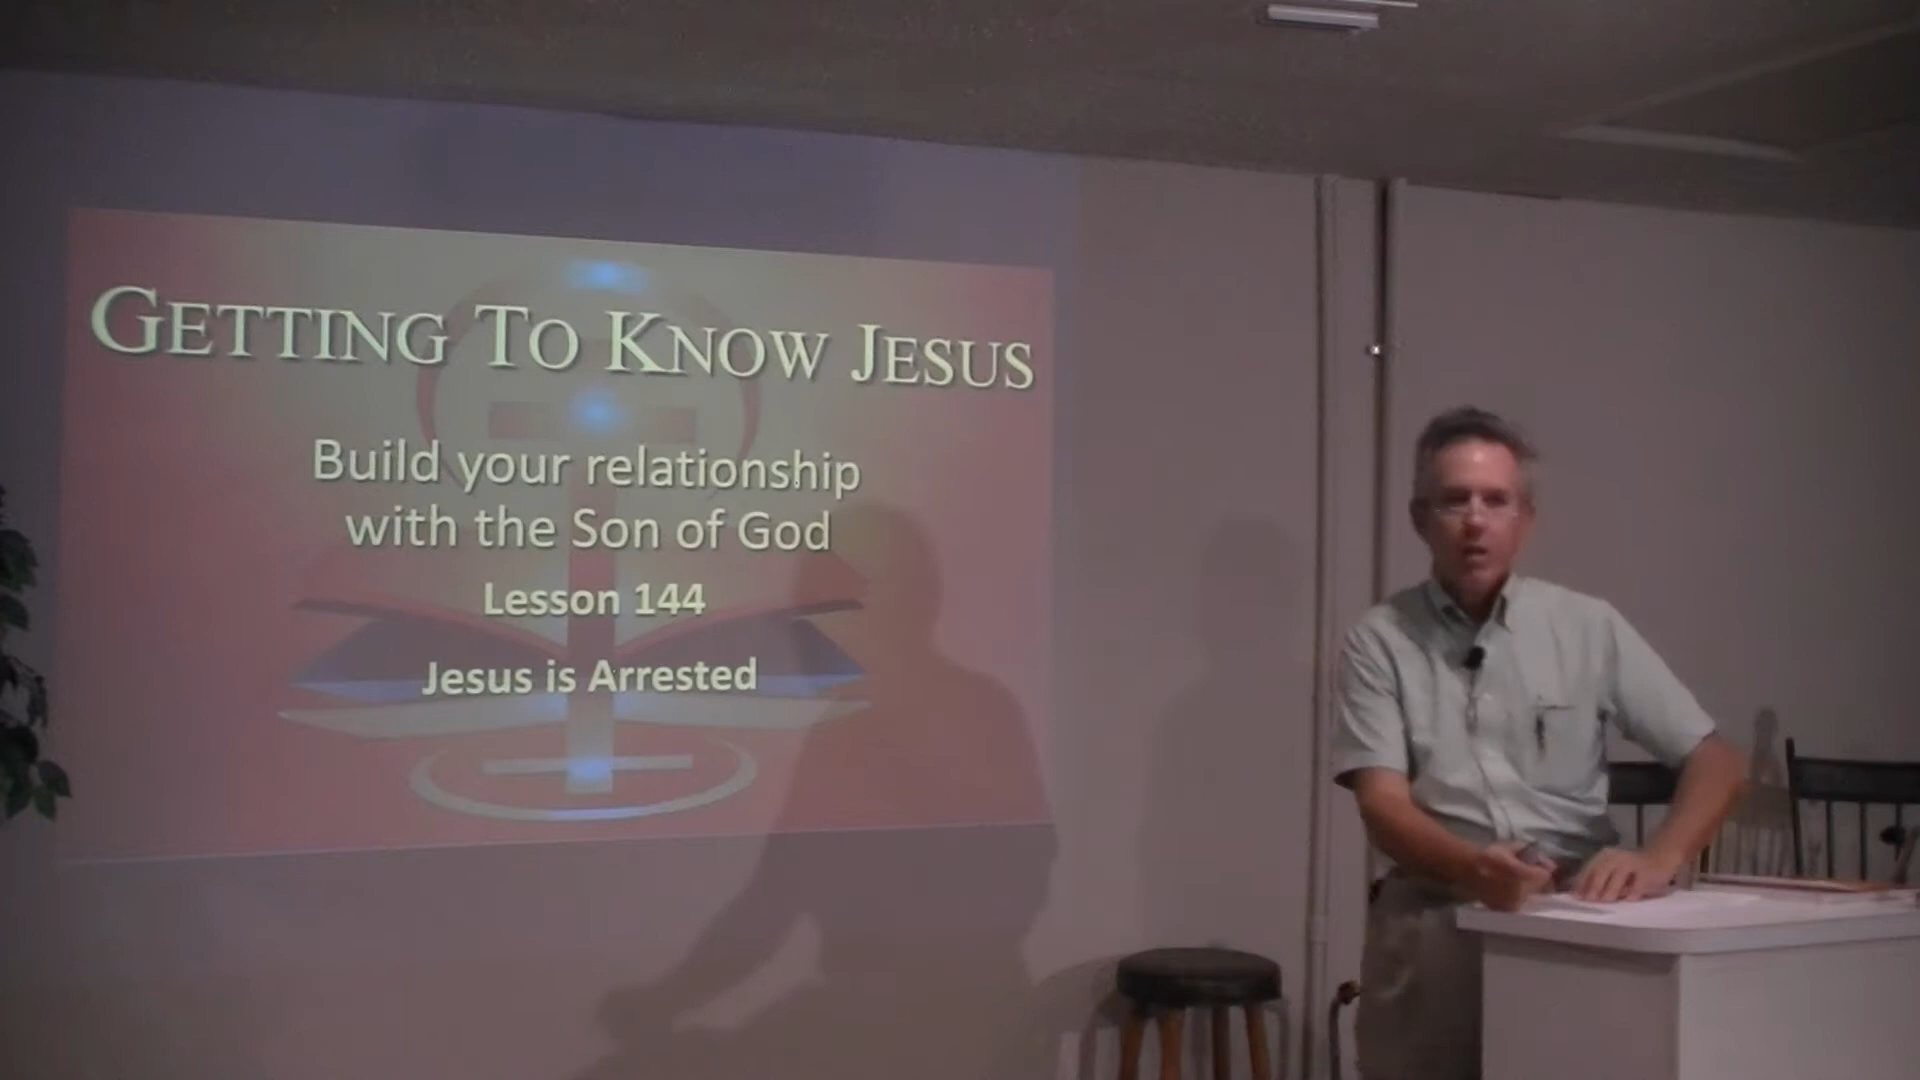 GETTING TO KNOW JESUS
Build your relationship
with the Son of God
Lesson 144
Jesus is Arrested